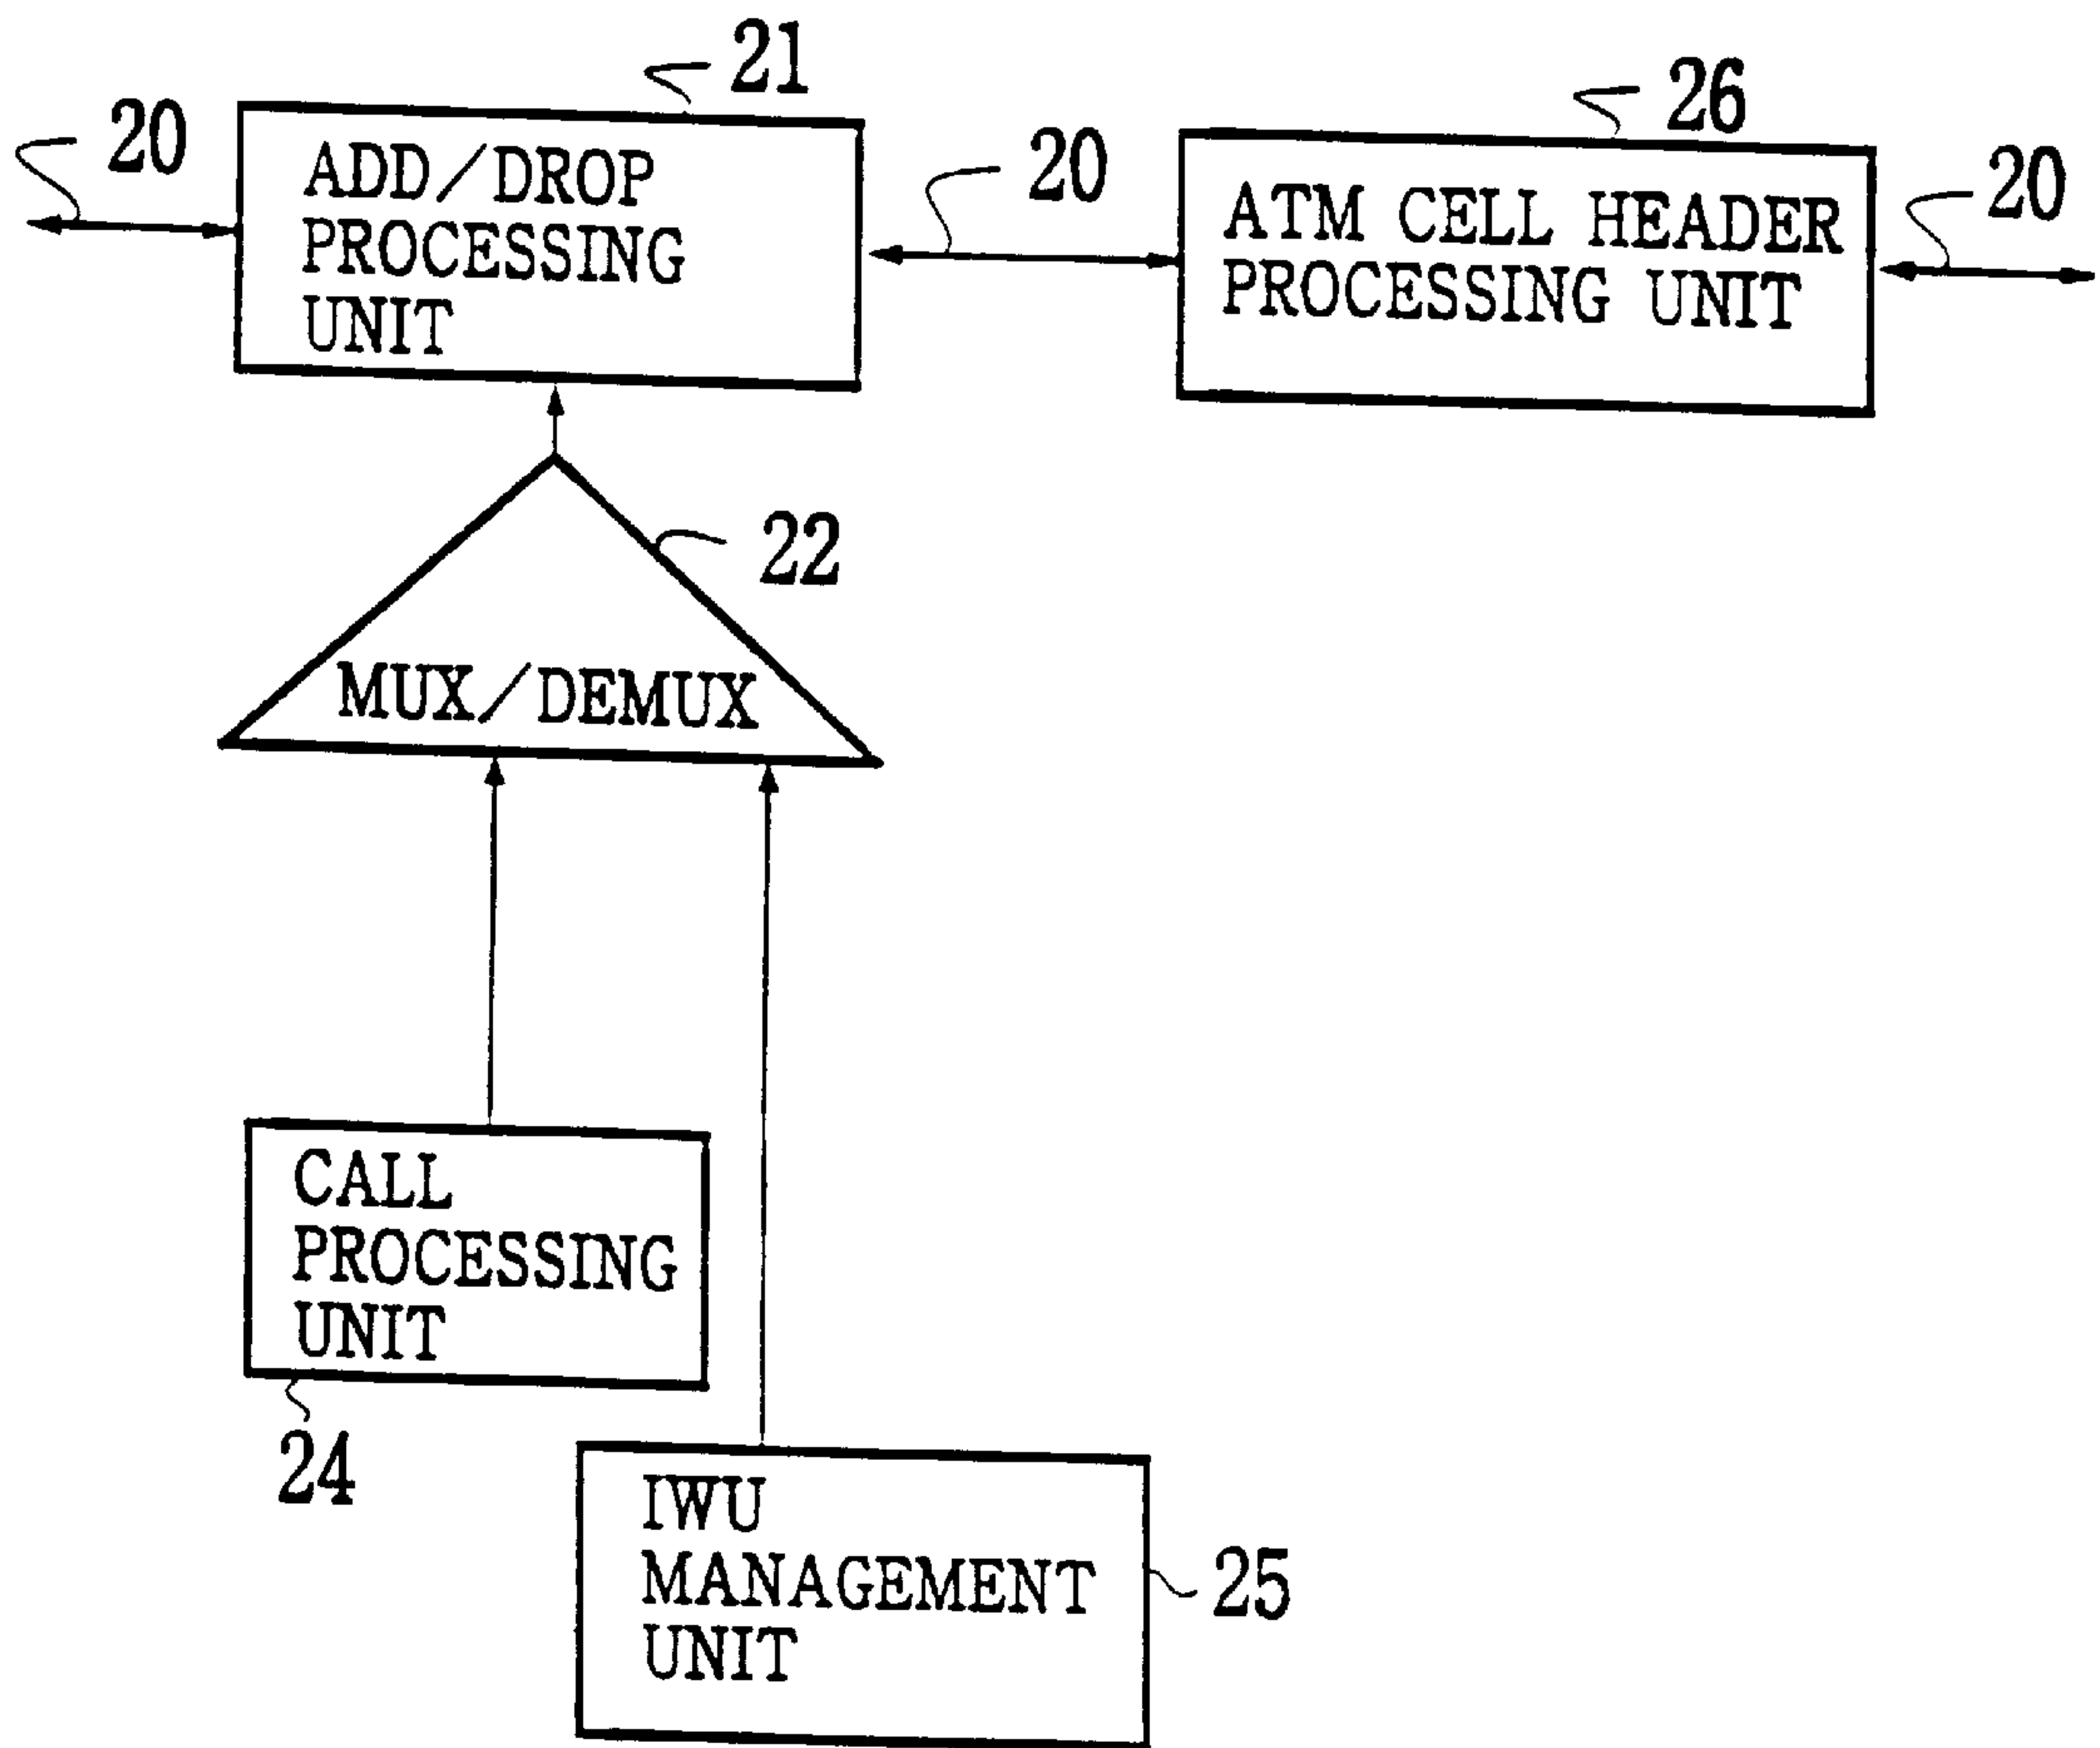 21
26
20
20
20
ADD/DROP
PROCESSING
UNIT
ATM CELL HEADER
PROCESSING UNIT
22
MUX/DEMUX
CALL
PROCESSING
UNIT
24
IWU
MANAGEMENT
UNIT
25